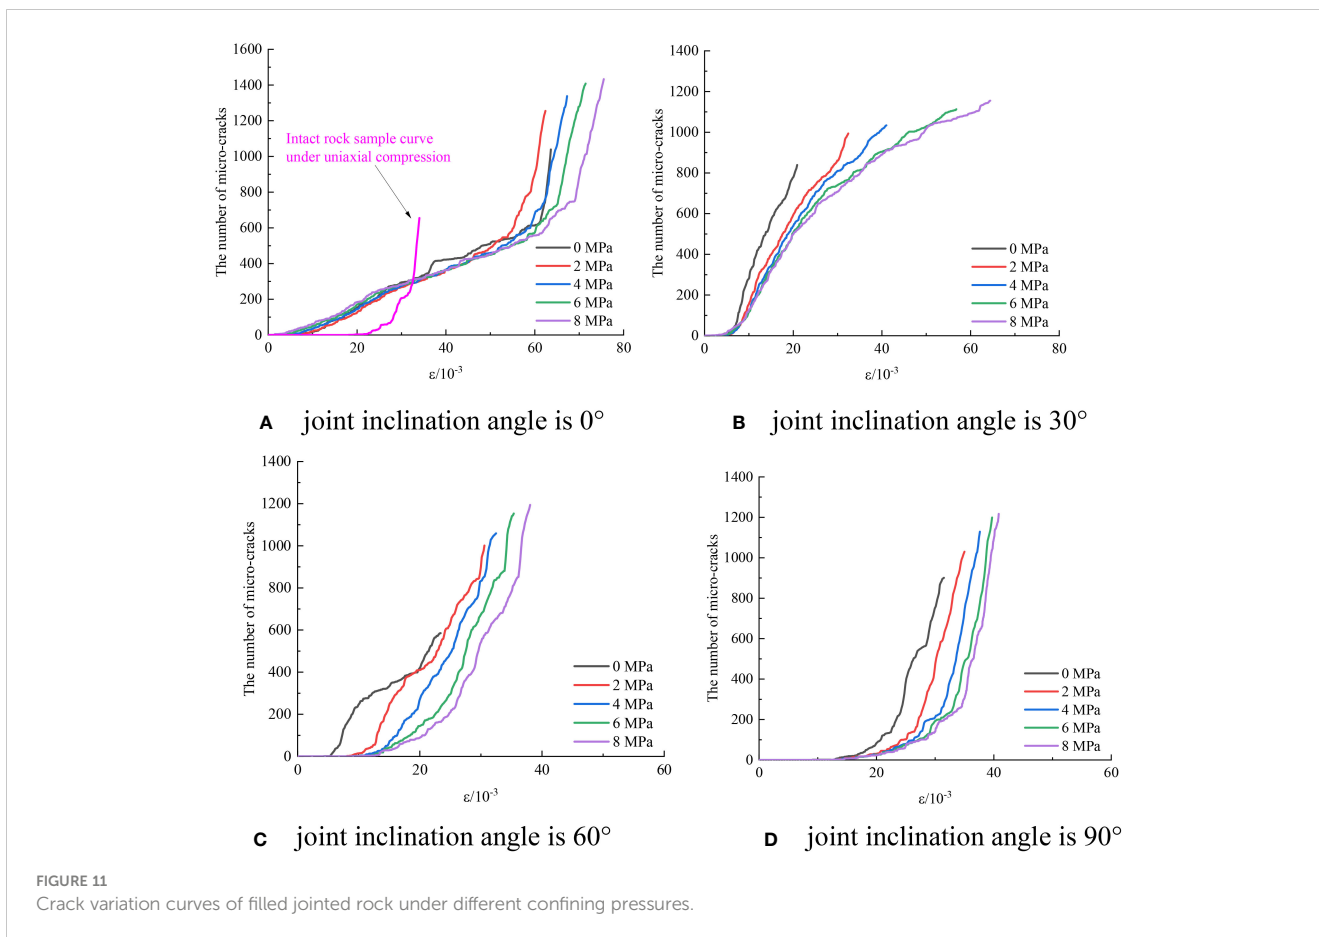 1600
1400
1200
1000
800
600
400
200
0
The number of micro-cracks
Intact rock sample curve
under uniaxial compression
0 MPa
2 MPa
4 MPa
6 MPa
8 MPa
0 20 40 60 80
ε/10⁻³
A joint inclination angle is 0°
1400
1200
1000
800
600
400
200
0
The number of micro-cracks
0 MPa
2 MPa
4 MPa
6 MPa
8 MPa
0 20 40 60 80
ε/10⁻³
B joint inclination angle is 30°
1400
1200
1000
800
600
400
200
0
The number of micro-cracks
0 MPa
2 MPa
4 MPa
6 MPa
8 MPa
0 20 40 60
ε/10⁻³
C joint inclination angle is 60°
1400
1200
1000
800
600
400
200
0
The number of micro-cracks
0 MPa
2 MPa
4 MPa
6 MPa
8 MPa
0 20 40 60
ε/10⁻³
D joint inclination angle is 90°
FIGURE 11
Crack variation curves of filled jointed rock under different confining pressures.